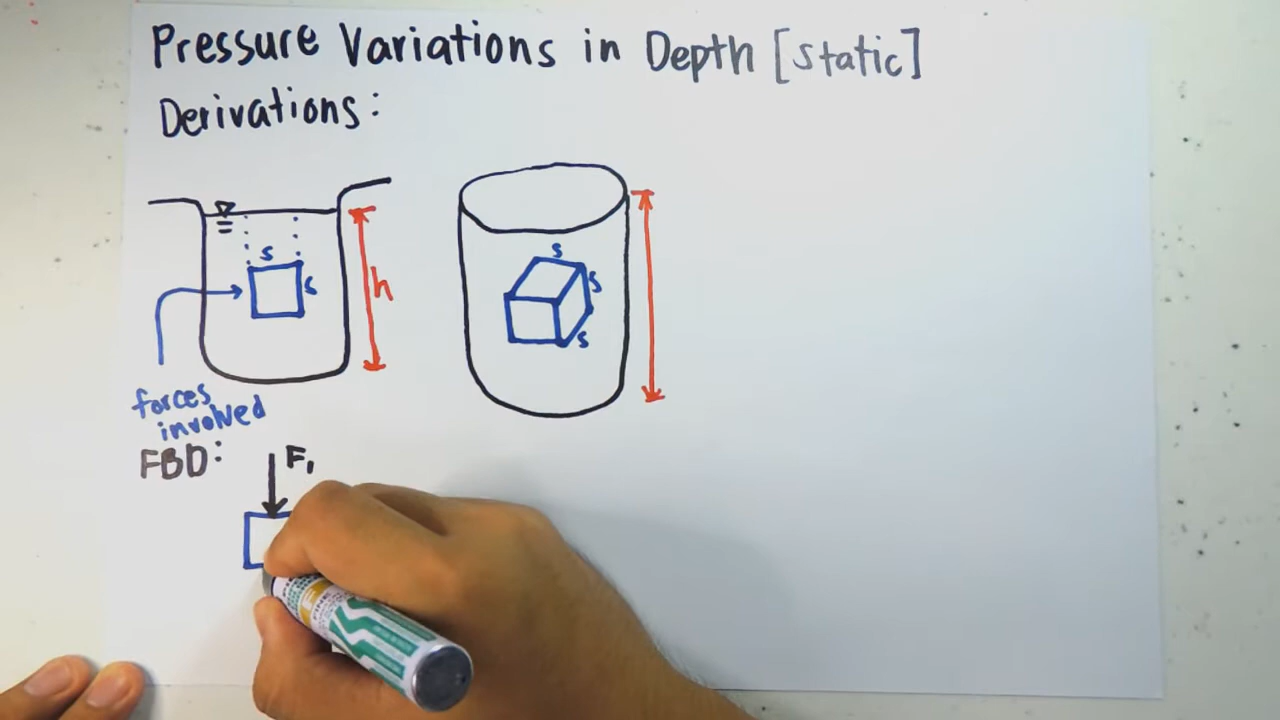 Pressure Variations in Depth [static]
Derivations:
s
s
h
s
s
s
forces
involved
FBD:
F₁